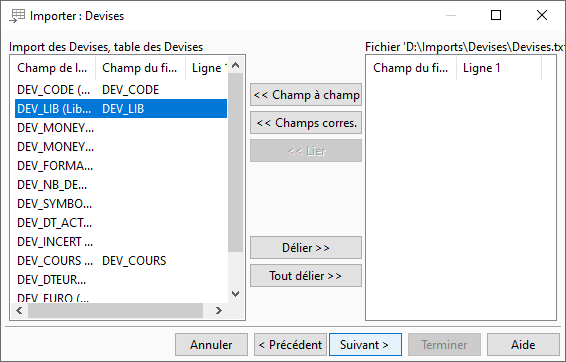 Importer : Devises
Import des Devises, table des Devises
Champ de l... Champ du fi... Ligne 1
DEV_CODE (... DEV_CODE
DEV_LIB (Lib... DEV_LIB
DEV_MONEY...
DEV_MONEY...
DEV_FORMA...
DEV_NB_DE...
DEV_SYMBO...
DEV_DT_ACT...
DEV_INCERT ...
DEV_COURS ... DEV_COURS
DEV_DTEUR...
DEV_EURO (...
<< Champ à champ
<< Champs corres.
<< Lier
Délier >>
Tout délier >>
Fichier 'D:\Imports\Devises\Devises.txt
Champ du fi... Ligne 1
Annuler
< Précédent
Suivant >
Terminer
Aide